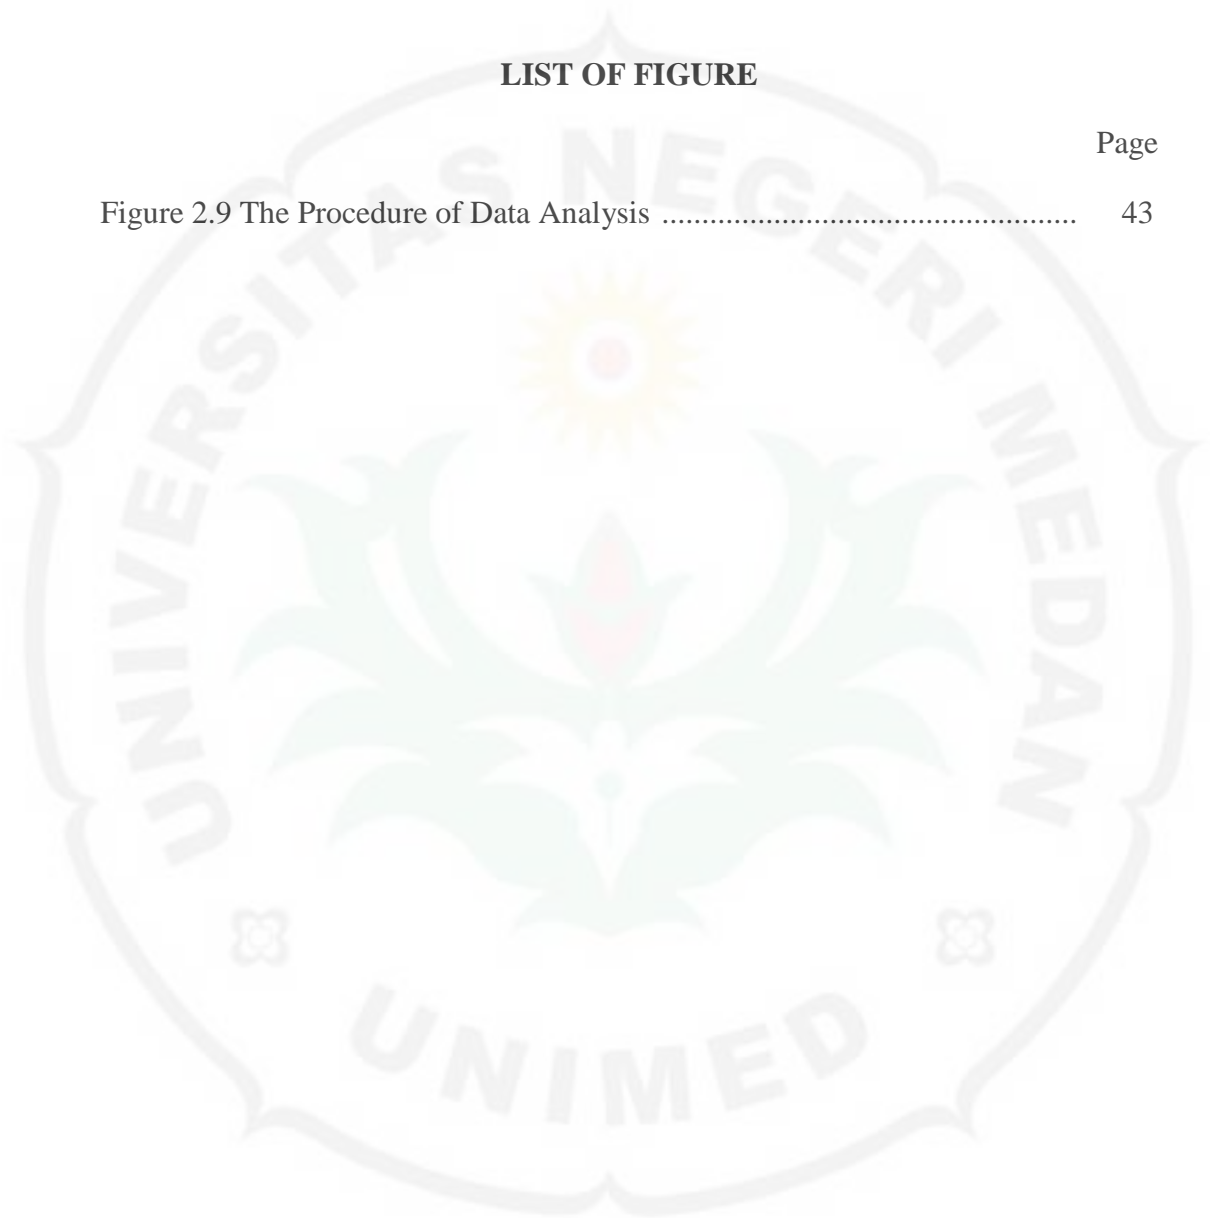 LIST OF FIGURE
Page
Figure 2.9 The Procedure of Data Analysis .................................................... 43
UNIVERSITAS NEGERI MEDAN
UNIMED